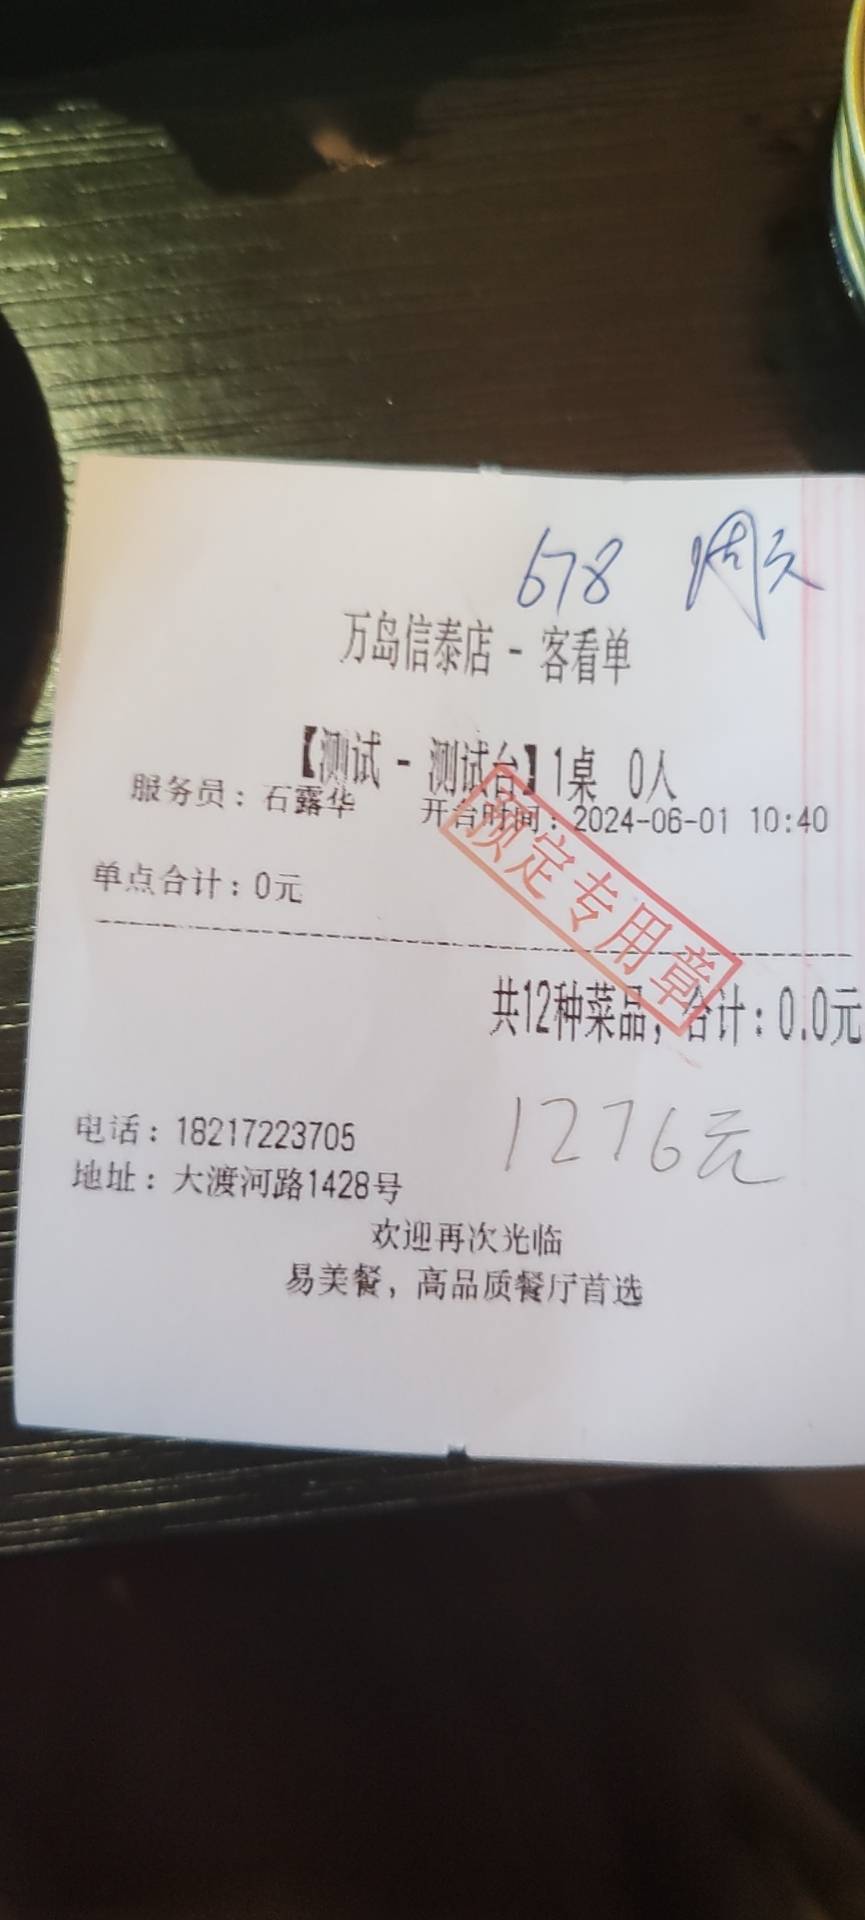 678 周
万岛信泰店 - 客看单
【测试 - 测试台】1桌 0人
服务员：石露华 开台时间：2024-06-01 10:40
预定专用章
单点合计：0元
共12种菜品，合计：0.0元
1276元
电话：18217223705
地址：大渡河路1428号
欢迎再次光临
易美餐，高品质餐厅首选